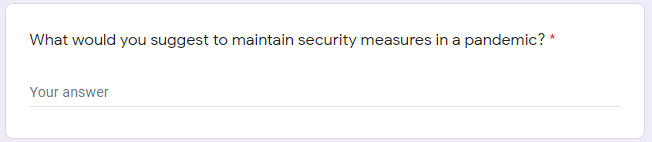 What would you suggest to maintain security measures in a pandemic? *
Your answer